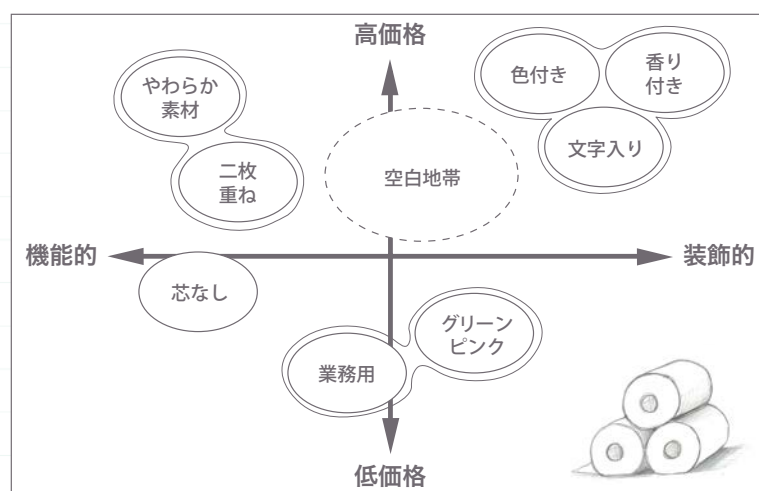 高価格
やわらか
素材
二枚
重ね
色付き
香り
付き
文字入り
空白地帯
機能的
装飾的
芯なし
グリーン
ピンク
業務用
低価格